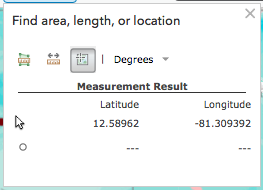 Find area, length, or location
Degrees
Measurement Result
Latitude Longitude
12.58962 -81.309392
--- ---